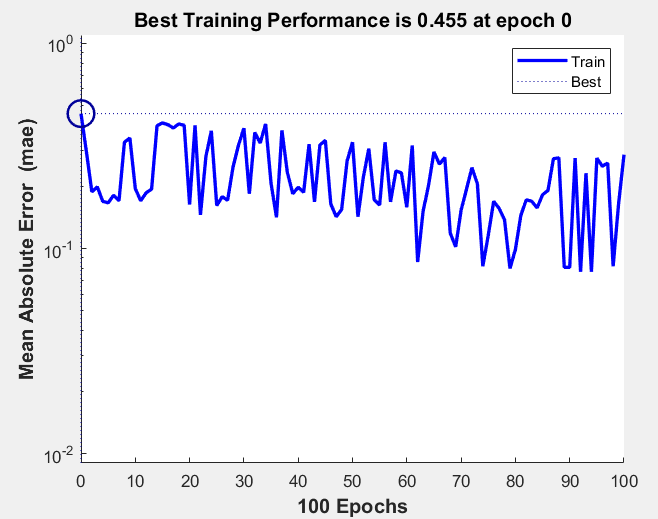 Best Training Performance is 0.455 at epoch 0
10^0
Train
Best
Mean Absolute Error (mae)
10^-1
10^-2
0 10 20 30 40 50 60 70 80 90 100
100 Epochs